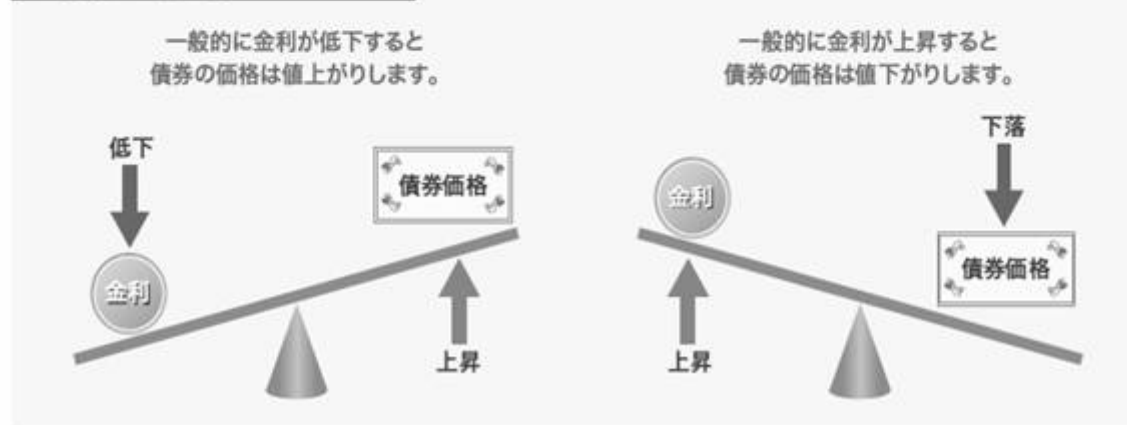 一般的に金利が低下すると
債券の価格は値上がりします。
低下
債券価格
金利
上昇
一般的に金利が上昇すると
債券の価格は値下がりします。
下落
金利
債券価格
上昇